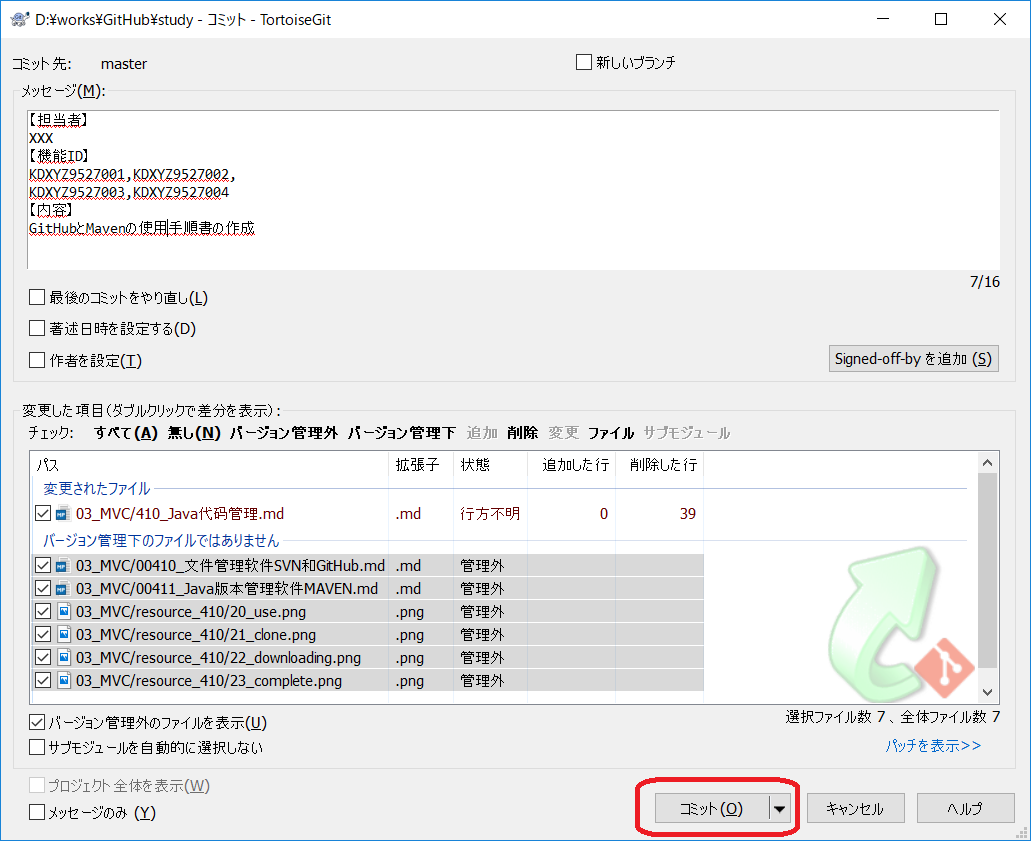 D:¥works¥GitHub¥study - コミット - TortoiseGit
コミット先: master
新しいブランチ
メッセージ(M):
【担当者】
XXX
【機能ID】
KDXYZ9527001,KDXYZ9527002,
KDXYZ9527003,KDXYZ9527004
【内容】
GitHubとMavenの使用手順書の作成
7/16
最後のコミットをやり直し(L)
著述日時を設定する(D)
作者を設定(T)
Signed-off-by を追加 (S)
変更した項目(ダブルクリックで差分を表示):
チェック: すべて(A) 無し(N) バージョン管理外 バージョン管理下 追加 削除 変更 ファイル サブモジュール
パス 拡張子 状態 追加した行 削除した行
変更されたファイル
03_MVC/410_Java代码管理.md .md 行方不明 0 39
バージョン管理下のファイルではありません
03_MVC/00410_文件管理软件SVN和GitHub.md .md 管理外
03_MVC/00411_Java版本管理软件MAVEN.md .md 管理外
03_MVC/resource_410/20_use.png .png 管理外
03_MVC/resource_410/21_clone.png .png 管理外
03_MVC/resource_410/22_downloading.png .png 管理外
03_MVC/resource_410/23_complete.png .png 管理外
バージョン管理外のファイルを表示(U)
選択ファイル数 7 、全体ファイル数 7
サブモジュールを自動的に選択しない
パッチを表示>>
プロジェクト全体を表示(W)
メッセージのみ (Y)
コミット(O) キャンセル ヘルプ